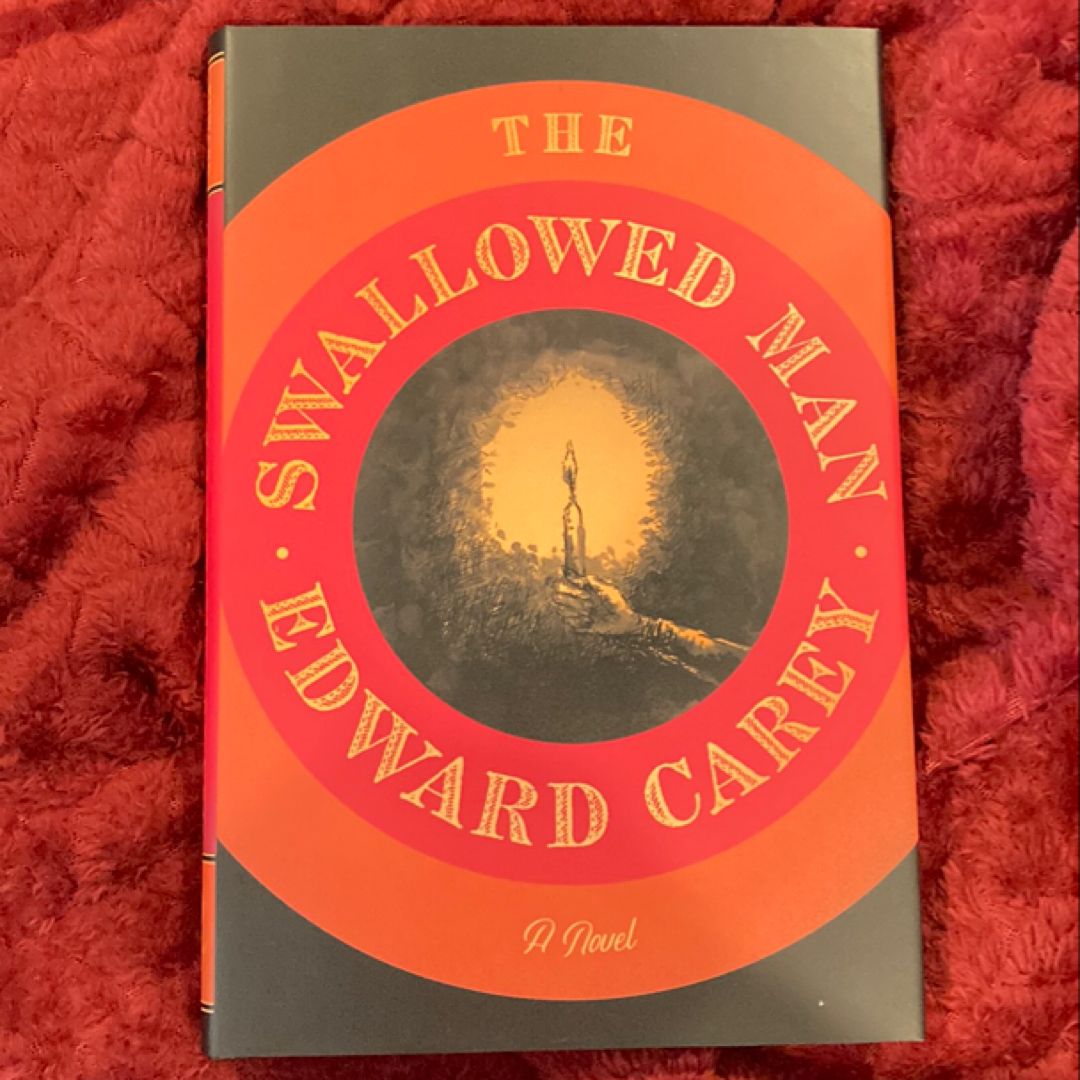 THE
SWALLOWED MAN
• EDWARD CAREY •
A Novel